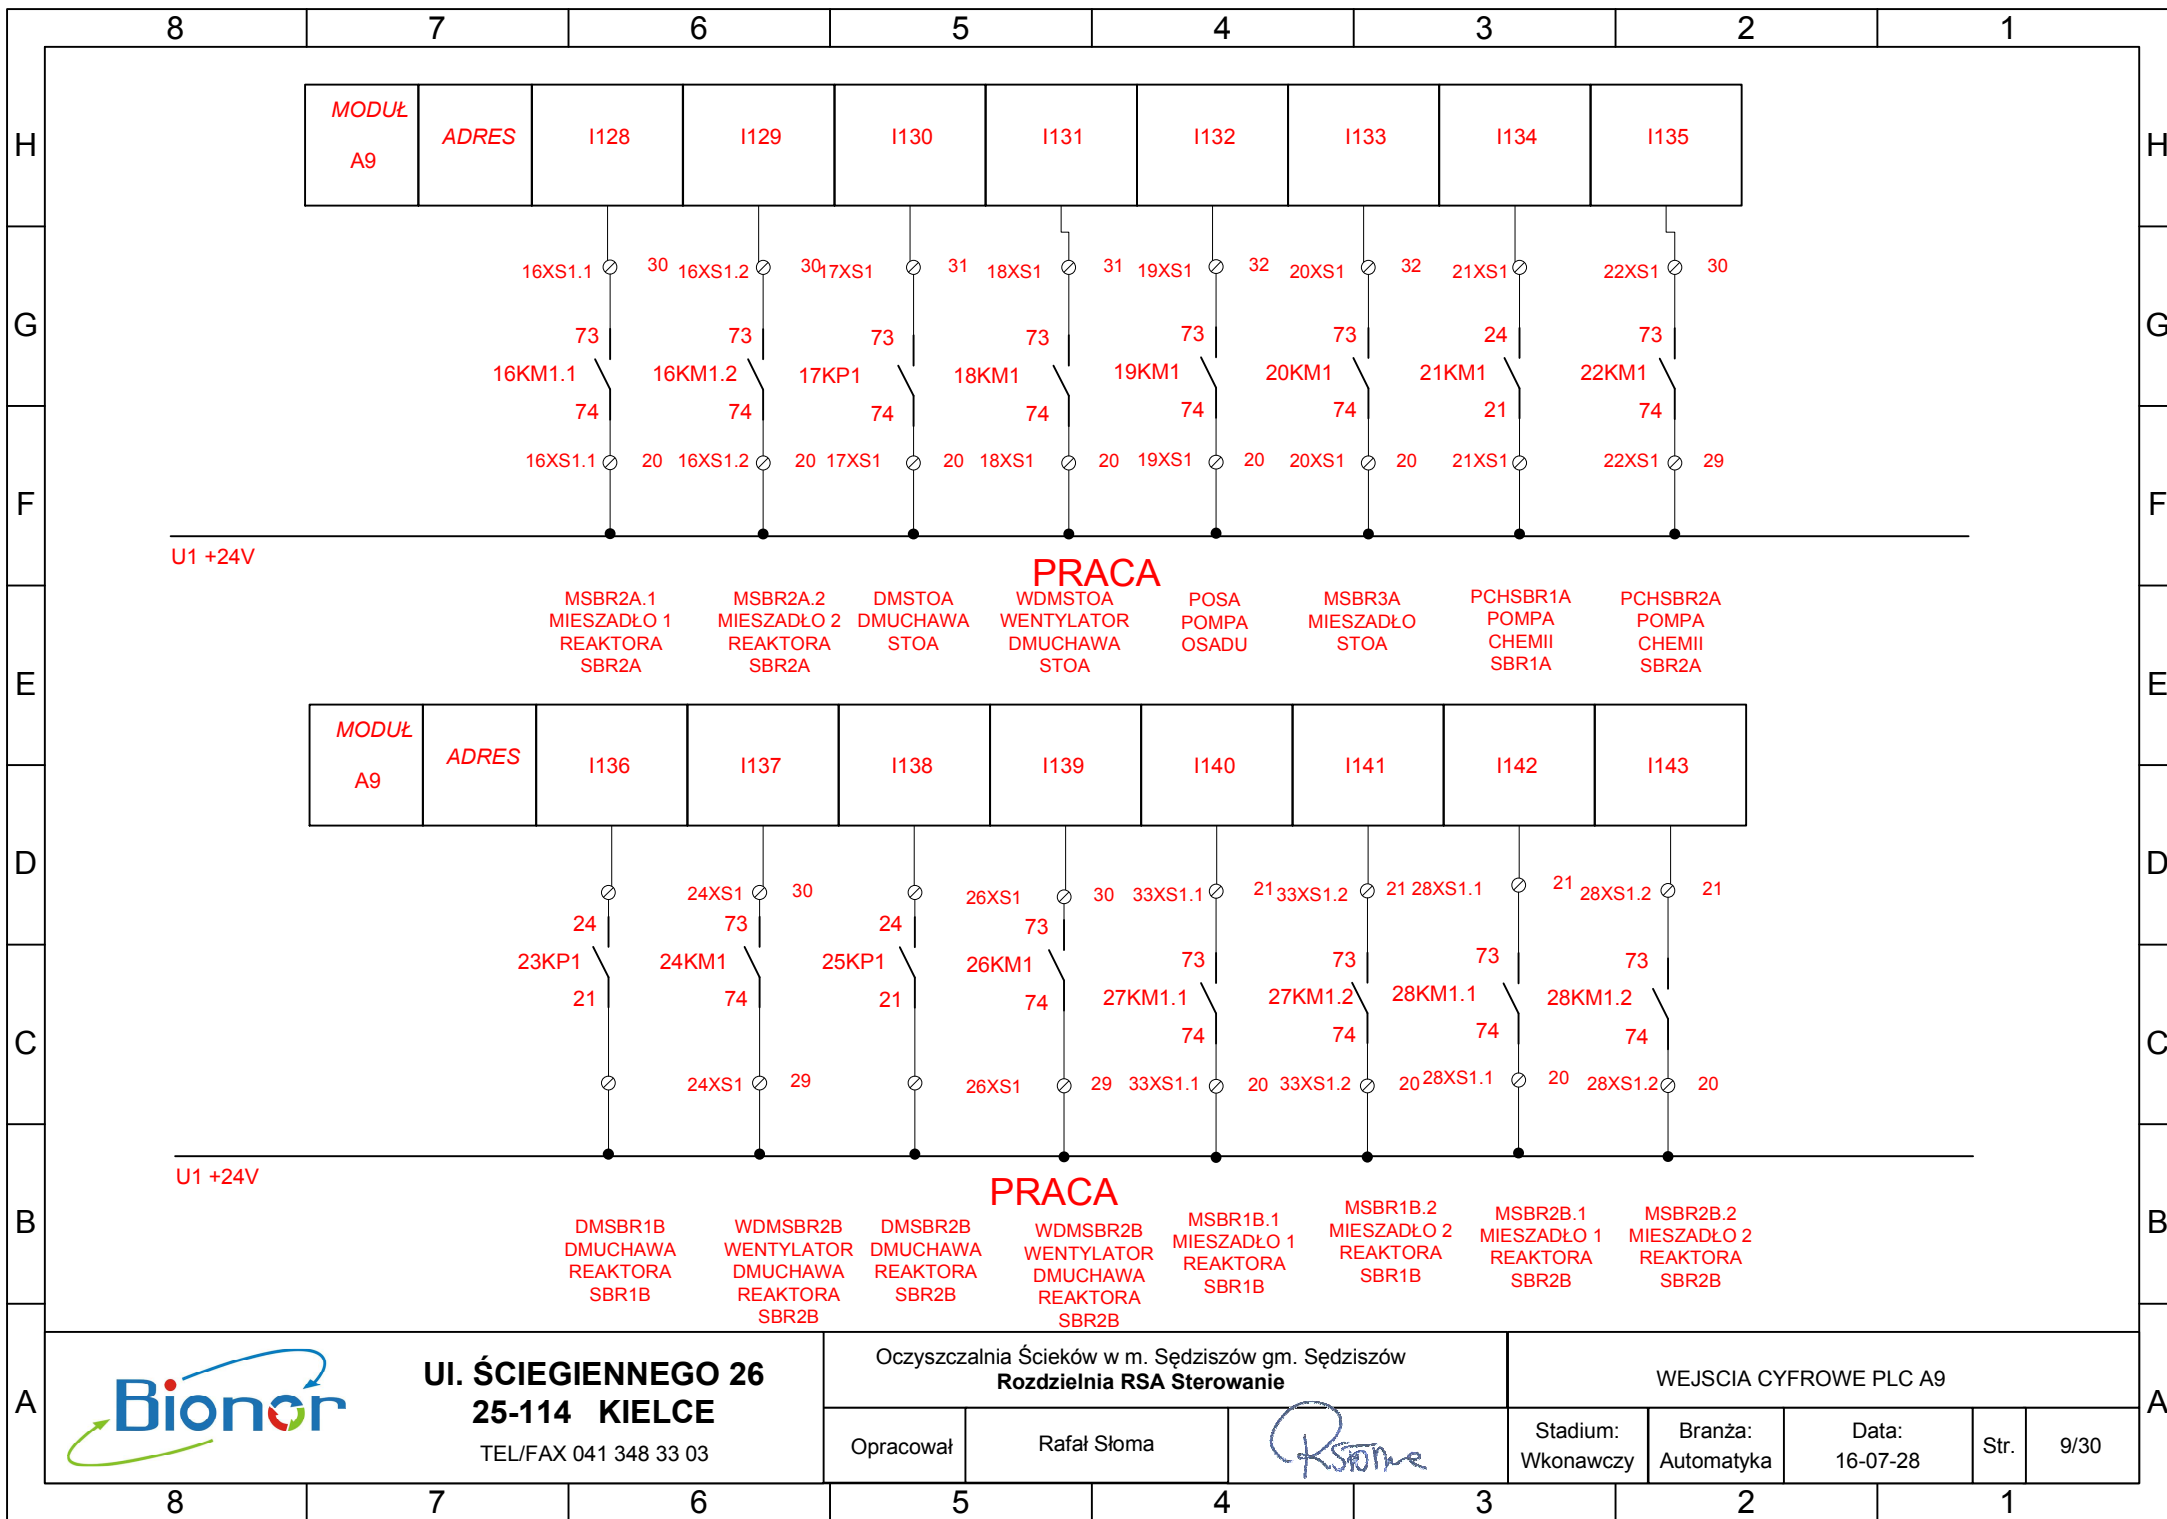 8 7 6 5 4 3 2 1
H H
MODUŁ
A9
ADRES
I128 I129 I130 I131 I132 I133 I134 I135
G G
16XS1.1 30 16XS1.2 30 17XS1 31 18XS1 31 19XS1 32 20XS1 32 21XS1 22XS1 30
73 73 73 73 73 73 24 73
16KM1.1 16KM1.2 17KP1 18KM1 19KM1 20KM1 21KM1 22KM1
74 74 74 74 74 74 21 74
16XS1.1 20 16XS1.2 20 17XS1 20 18XS1 20 19XS1 20 20XS1 20 21XS1 22XS1 29
F F
U1 +24V
PRACA
MSBR2A.1
MIESZADŁO 1
REAKTORA
SBR2A
MSBR2A.2
MIESZADŁO 2
REAKTORA
SBR2A
DMSTOA
DMUCHAWA
STOA
WDMSTOA
WENTYLATOR
DMUCHAWA
STOA
POSA
POMPA
OSADU
MSBR3A
MIESZADŁO
STOA
PCHSBR1A
POMPA
CHEMII
SBR1A
PCHSBR2A
POMPA
CHEMII
SBR2A
E E
MODUŁ
A9
ADRES
I136 I137 I138 I139 I140 I141 I142 I143
D D
24XS1 30 26XS1 30 33XS1.1 21 33XS1.2 21 28XS1.1 21 28XS1.2 21
24 73 24 73 73 73 73 73
23KP1 24KM1 25KP1 26KM1 27KM1.1 27KM1.2 28KM1.1 28KM1.2
21 74 21 74 74 74 74 74
C C
24XS1 29 26XS1 29 33XS1.1 20 33XS1.2 20 28XS1.1 20 28XS1.2 20
U1 +24V
PRACA
B B
DMSBR1B
DMUCHAWA
REAKTORA
SBR1B
WDMSBR2B
WENTYLATOR
DMUCHAWA
REAKTORA
SBR2B
DMSBR2B
DMUCHAWA
REAKTORA
SBR2B
WDMSBR2B
WENTYLATOR
DMUCHAWA
REAKTORA
SBR2B
MSBR1B.1
MIESZADŁO 1
REAKTORA
SBR1B
MSBR1B.2
MIESZADŁO 2
REAKTORA
SBR1B
MSBR2B.1
MIESZADŁO 1
REAKTORA
SBR2B
MSBR2B.2
MIESZADŁO 2
REAKTORA
SBR2B
A A
Bionor
Ul. ŚCIEGIENNEGO 26
25-114 KIELCE
TEL/FAX 041 348 33 03
Oczyszczalnia Ścieków w m. Sędziszów gm. Sędziszów
Rozdzielnia RSA Sterowanie
Opracował
Rafał Słoma
WEJSCIA CYFROWE PLC A9
Stadium:
Wkonawczy
Branża:
Automatyka
Data:
16-07-28
Str.
9/30
8 7 6 5 4 3 2 1